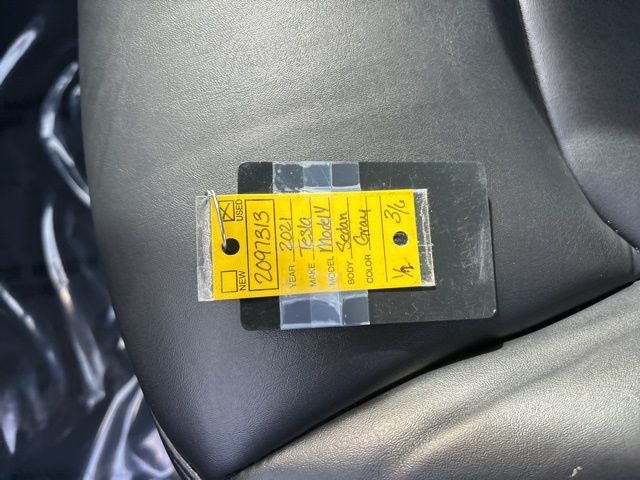 NEW
USED
2097313
YEAR 2021
MAKE Tesla
MODEL Model Y
BODY Sedan
COLOR Gray
3/6